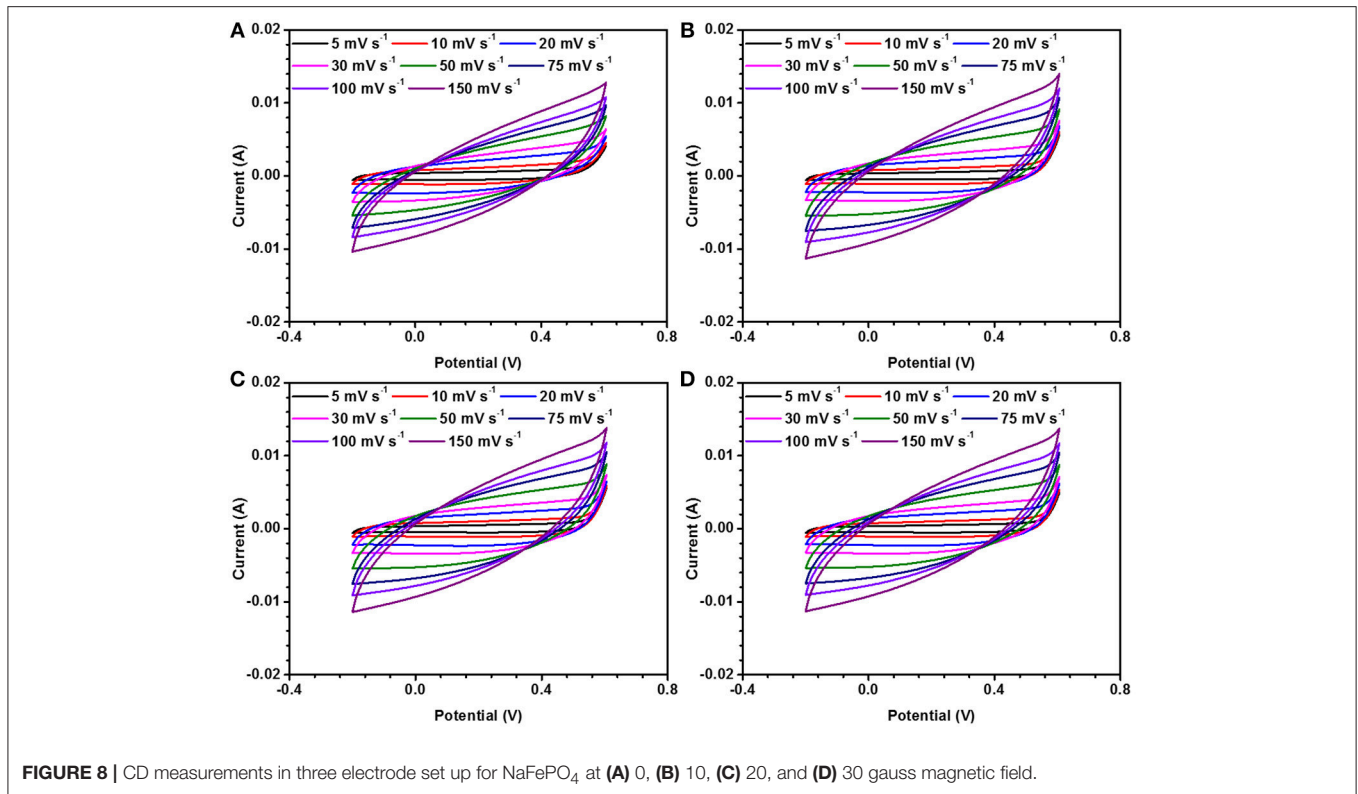 A
0.02
0.01
0.00
-0.01
-0.02
Current (A)
5 mV s⁻¹ 10 mV s⁻¹ 20 mV s⁻¹
30 mV s⁻¹ 50 mV s⁻¹ 75 mV s⁻¹
100 mV s⁻¹ 150 mV s⁻¹
-0.4 0.0 0.4 0.8
Potential (V)
B
0.02
0.01
0.00
-0.01
-0.02
Current (A)
5 mV s⁻¹ 10 mV s⁻¹ 20 mV s⁻¹
30 mV s⁻¹ 50 mV s⁻¹ 75 mV s⁻¹
100 mV s⁻¹ 150 mV s⁻¹
-0.4 0.0 0.4 0.8
Potential (V)
C
0.02
0.01
0.00
-0.01
-0.02
Current (A)
5 mV s⁻¹ 10 mV s⁻¹ 20 mV s⁻¹
30 mV s⁻¹ 50 mV s⁻¹ 75 mV s⁻¹
100 mV s⁻¹ 150 mV s⁻¹
-0.4 0.0 0.4 0.8
Potential (V)
D
0.02
0.01
0.00
-0.01
-0.02
Current (A)
5 mV s⁻¹ 10 mV s⁻¹ 20 mV s⁻¹
30 mV s⁻¹ 50 mV s⁻¹ 75 mV s⁻¹
100 mV s⁻¹ 150 mV s⁻¹
-0.4 0.0 0.4 0.8
Potential (V)
FIGURE 8 | CD measurements in three electrode set up for NaFePO₄ at (A) 0, (B) 10, (C) 20, and (D) 30 gauss magnetic field.